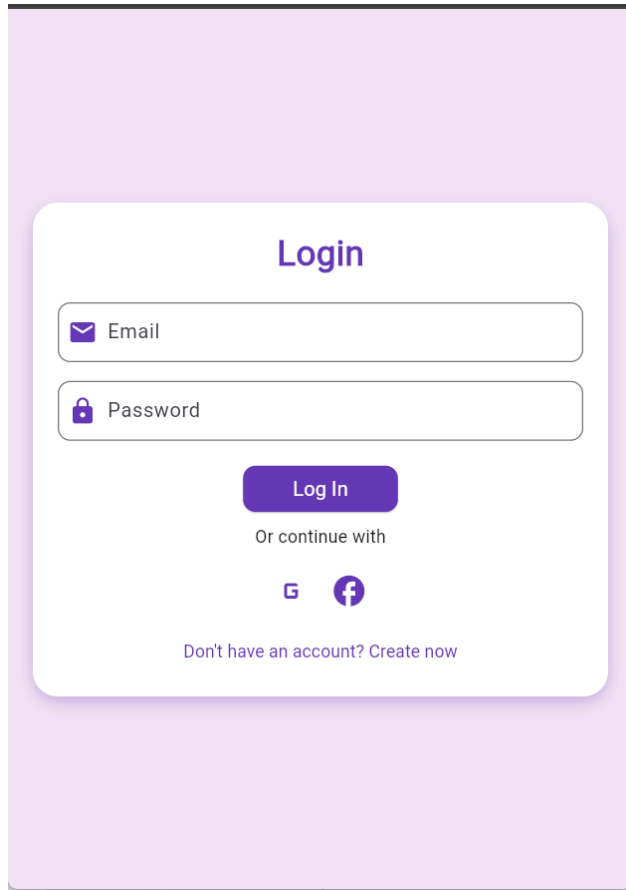 Login
Email
Password
Log In
Or continue with
G f
Don't have an account? Create now